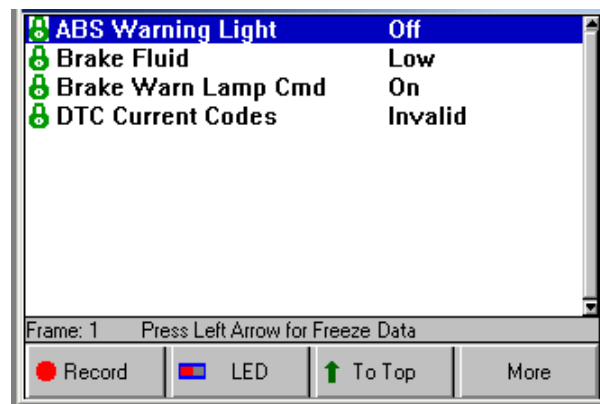 ABS Warning Light Off
Brake Fluid Low
Brake Warn Lamp Cmd On
DTC Current Codes Invalid
Frame: 1 Press Left Arrow for Freeze Data
Record LED To Top More